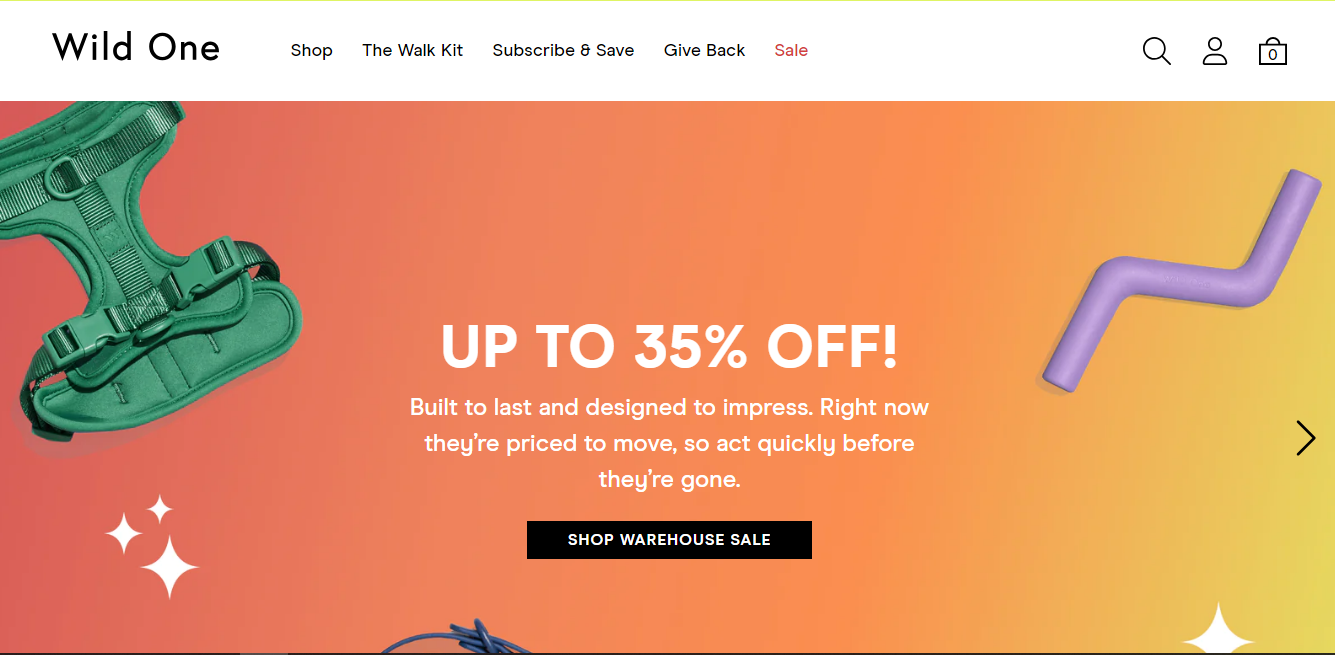 Wild One
Shop
The Walk Kit
Subscribe & Save
Give Back
Sale
0
UP TO 35% OFF!
Built to last and designed to impress. Right now
they're priced to move, so act quickly before
they're gone.
SHOP WAREHOUSE SALE